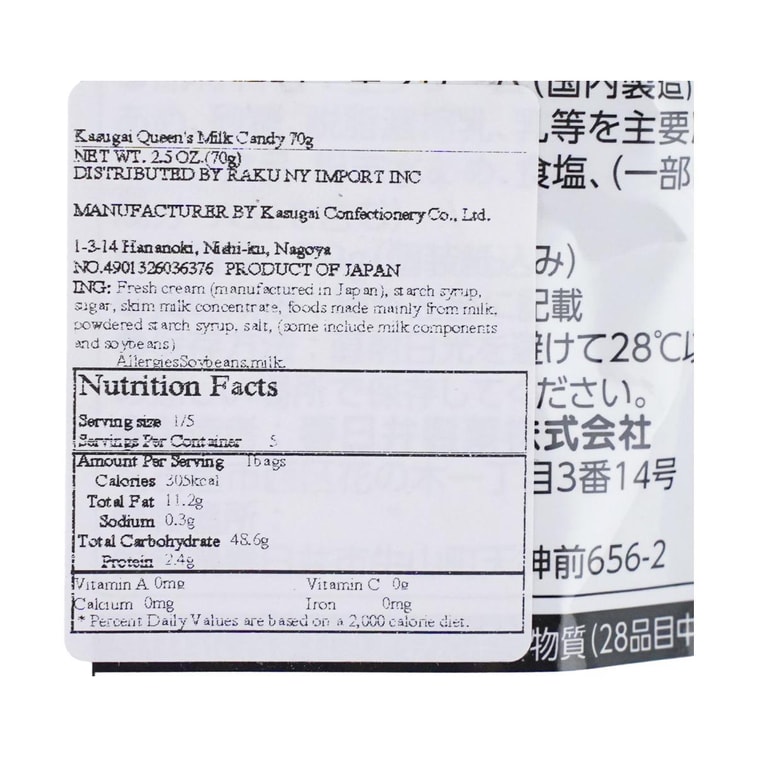 Kasugai Queen's Milk Candy 70g
NET WT. 2.5 OZ.(70g)
DISTRIBUTED BY RAKU NY IMPORT INC
MANUFACTURER BY Kasugai Confectionery Co., Ltd.
1-3-14 Hananoki, Nishi-ku, Nagoya
NO.4901326036376 PRODUCT OF JAPAN
ING: Fresh cream (manufactured in Japan), starch syrup,
sugar, skim milk concentrate, foods made mainly from milk,
powdered starch syrup, salt, (some include milk components
and soybeans)
AllergiesSoybeans,milk.
Nutrition Facts
Serving size 1/5
Servings Per Container 5
Amount Per Serving 1bags
Calories 305kcal
Total Fat 11.2g
Sodium 0.3g
Total Carbohydrate 48.6g
Protein 2.4g
Vitamin A 0mg Vitamin C 0g
Calcium 0mg Iron 0mg
* Percent Daily Values are based on a 2,000 calorie diet.
(国内製造)
乳等を主要
食塩、(一部
み)
記載
避けて28℃
ださい。
株式会社
目3番14号
神前656-2
物質(28品目中